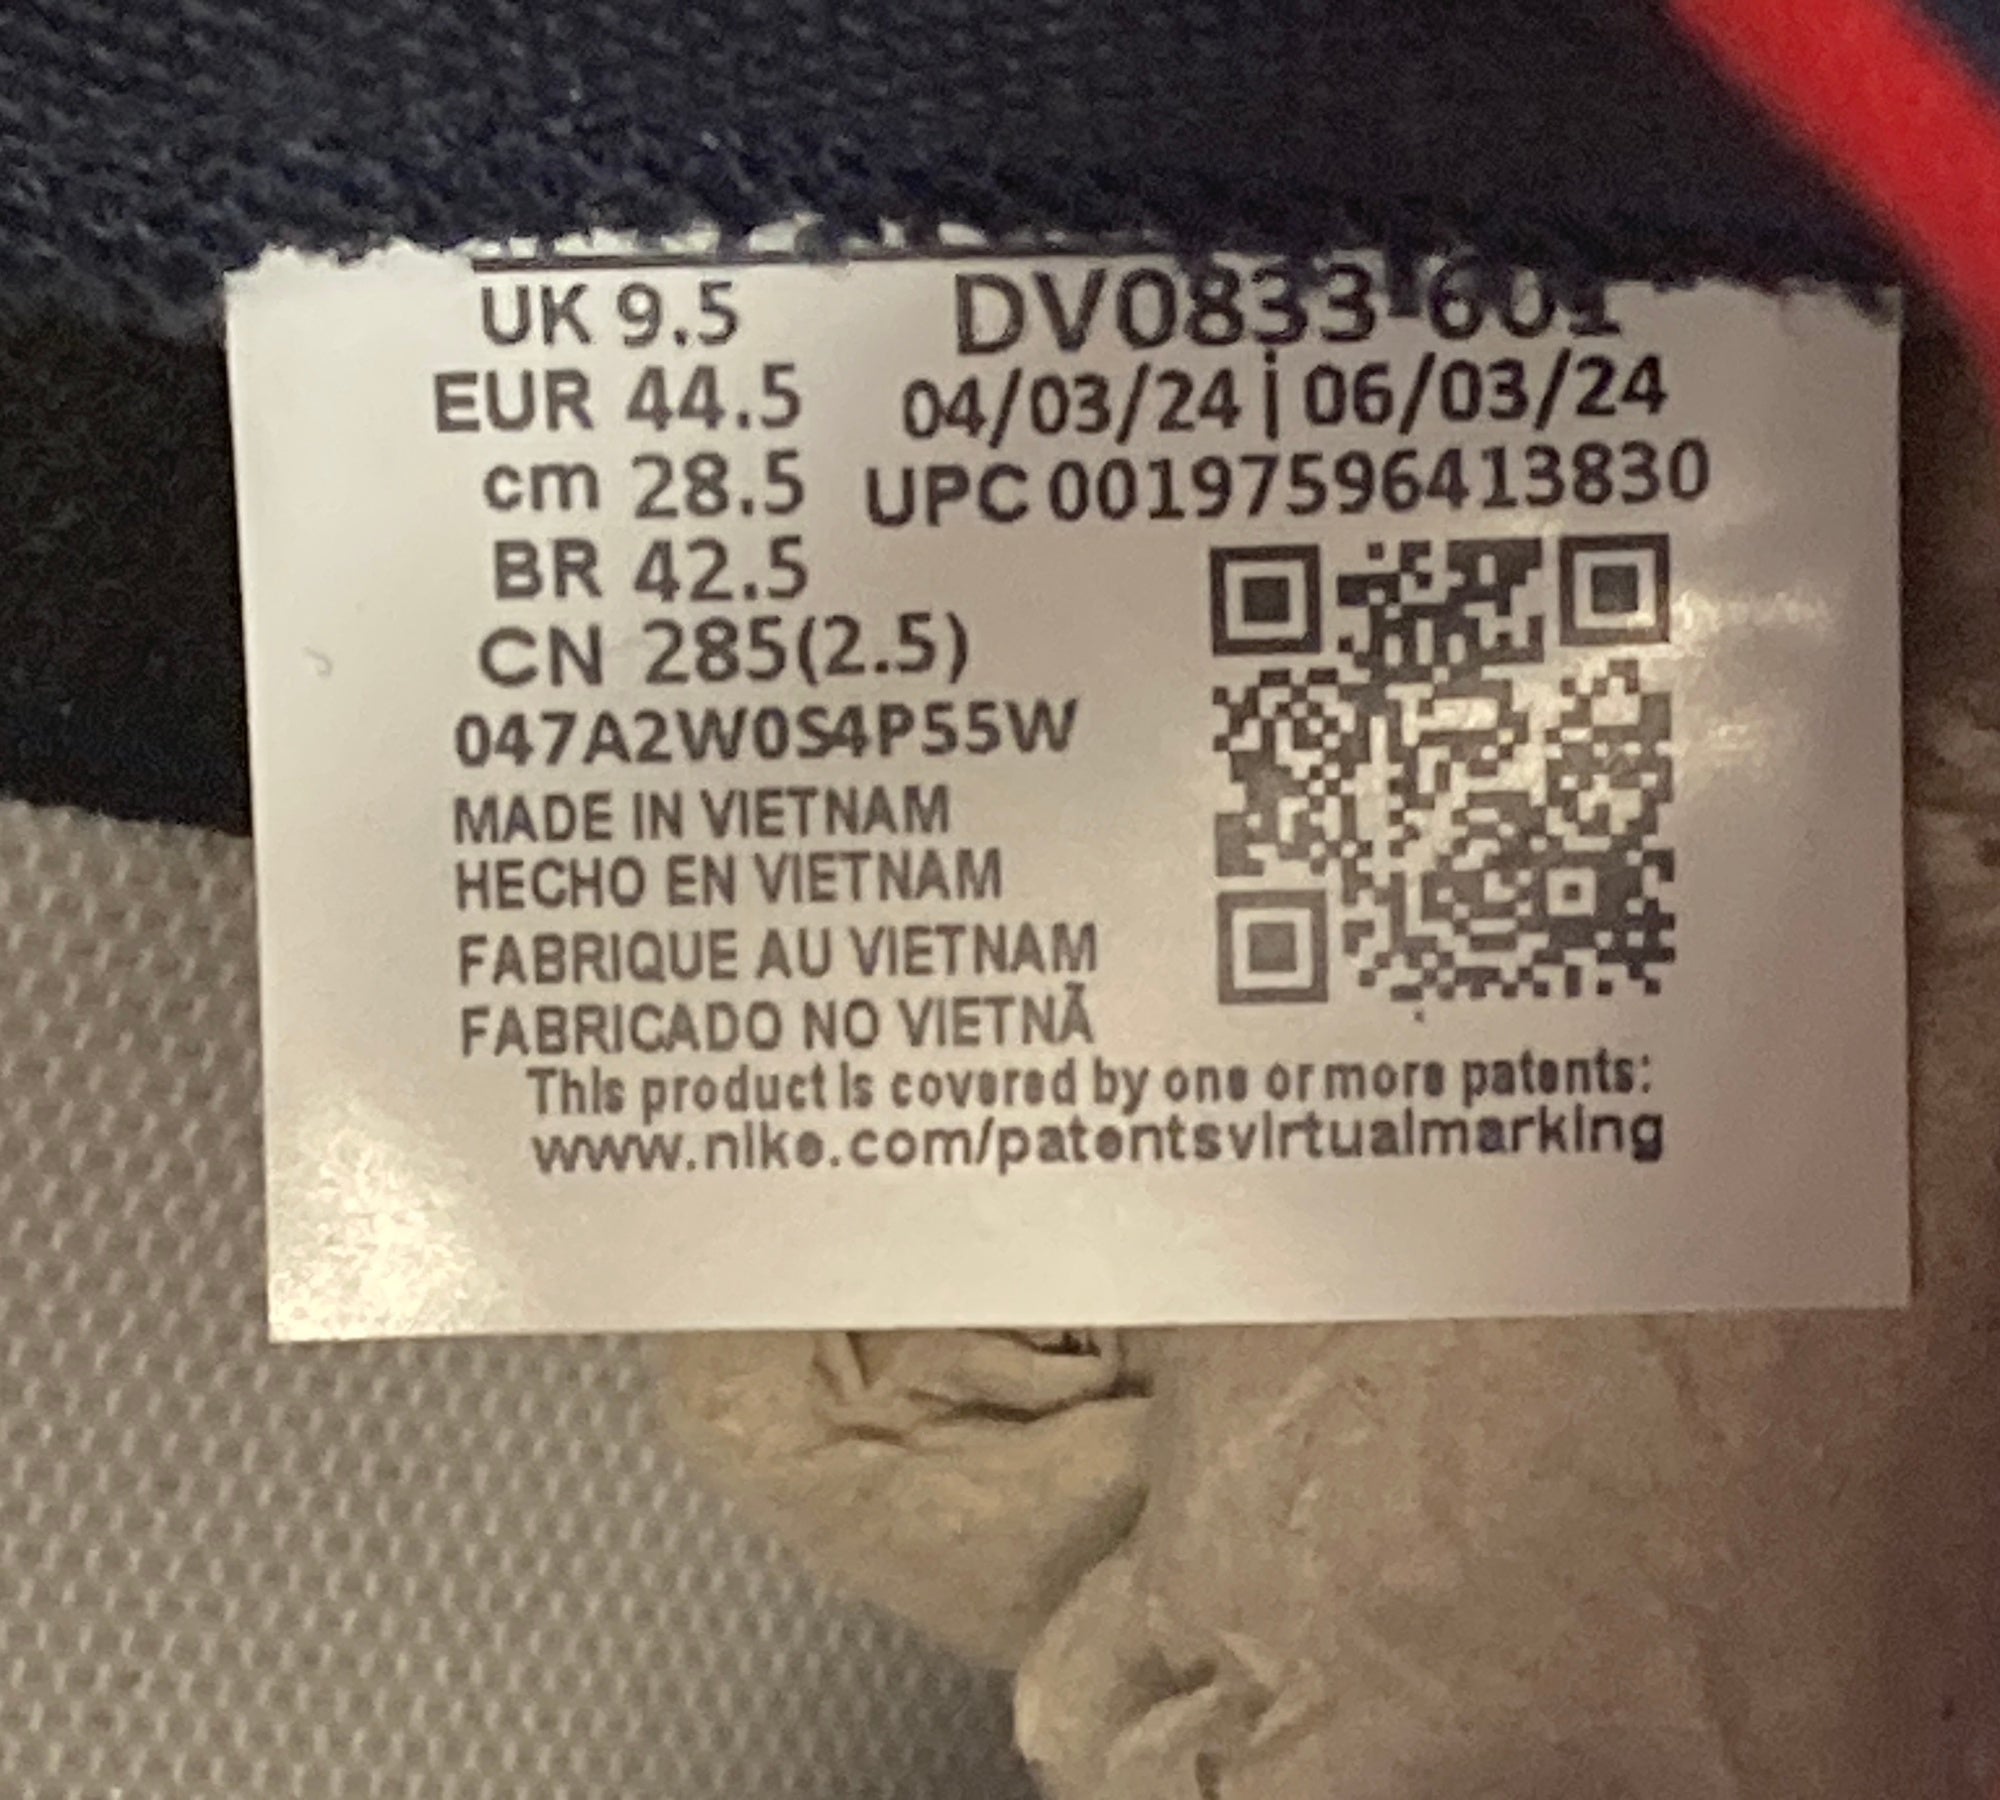 UK 9.5 DV0833-601
EUR 44.5 04/03/24 | 06/03/24
cm 28.5 UPC 00197596413830
BR 42.5
CN 285(2.5)
047A2W0S4P55W
MADE IN VIETNAM
HECHO EN VIETNAM
FABRIQUE AU VIETNAM
FABRICADO NO VIETNÃ
This product is covered by one or more patents:
www.nike.com/patentsvirtualmarking